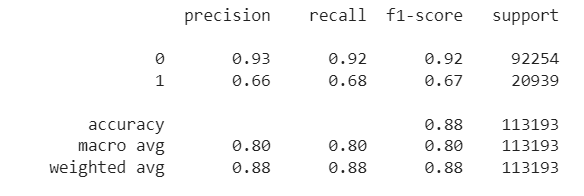 precision recall f1-score support
0 0.93 0.92 0.92 92254
1 0.66 0.68 0.67 20939
accuracy 0.88 113193
macro avg 0.80 0.80 0.80 113193
weighted avg 0.88 0.88 0.88 113193